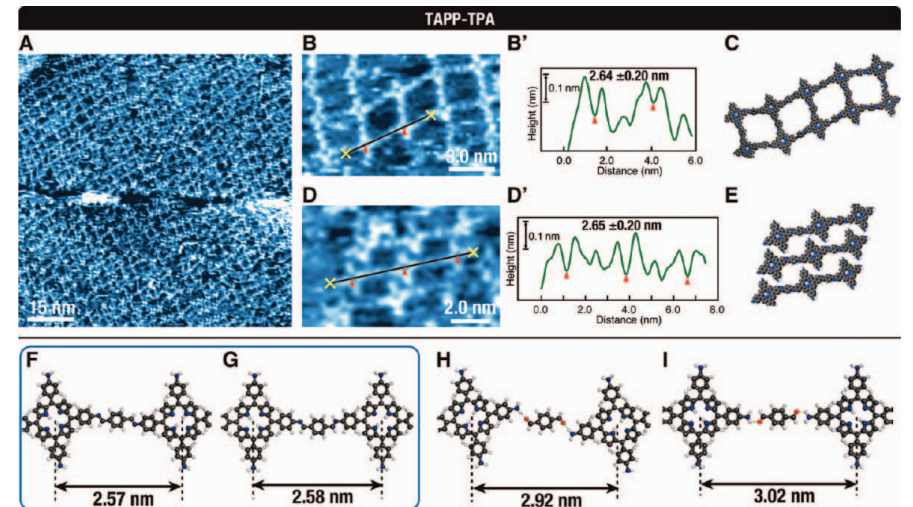 TAPP-TPA
A
B
B'
C
15 nm
3.0 nm
2.64 ±0.20 nm
0.1 nm
Height (nm)
0.0 2.0 4.0 6.0
Distance (nm)
D
D'
E
2.0 nm
2.65 ±0.20 nm
0.1 nm
Height (nm)
0.0 2.0 4.0 6.0 8.0
Distance (nm)
F
G
H
I
2.57 nm
2.58 nm
2.92 nm
3.02 nm